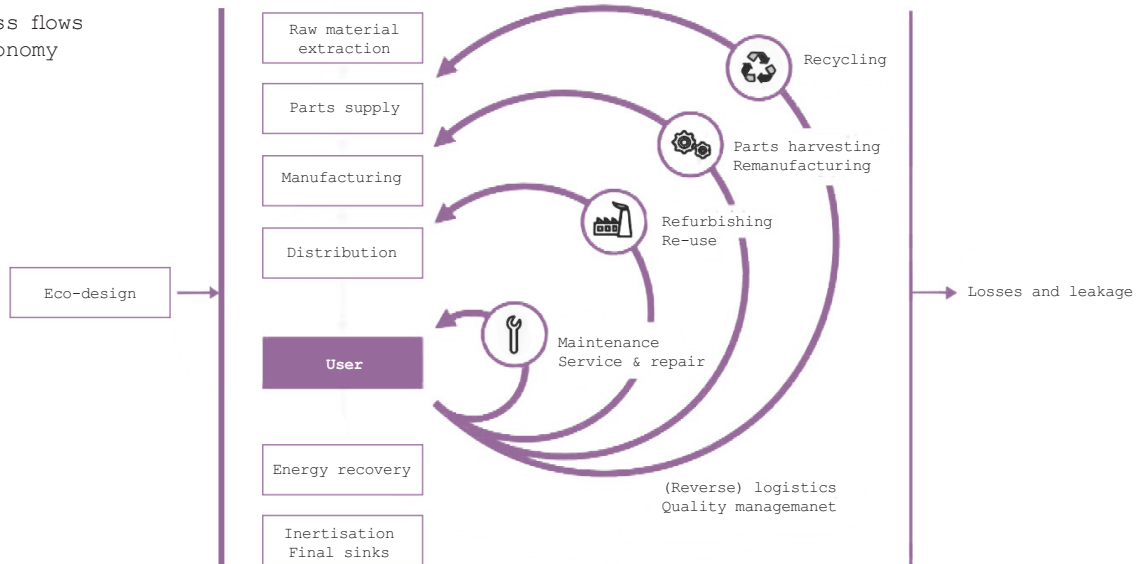 ss flows
onomy
Raw material
extraction
Recycling
Parts supply
Parts harvesting
Remanufacturing
Manufacturing
Refurbishing
Re-use
Distribution
Eco-design
Losses and leakage
Maintenance
Service & repair
User
Energy recovery
(Reverse) logistics
Quality managemanet
Inertisation
Final sinks